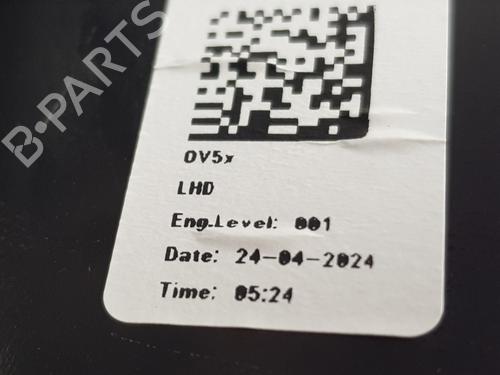 B-PARTS
OV5x
LHD
Eng.Level: 001
Date: 24-04-2024
Time: 05:24